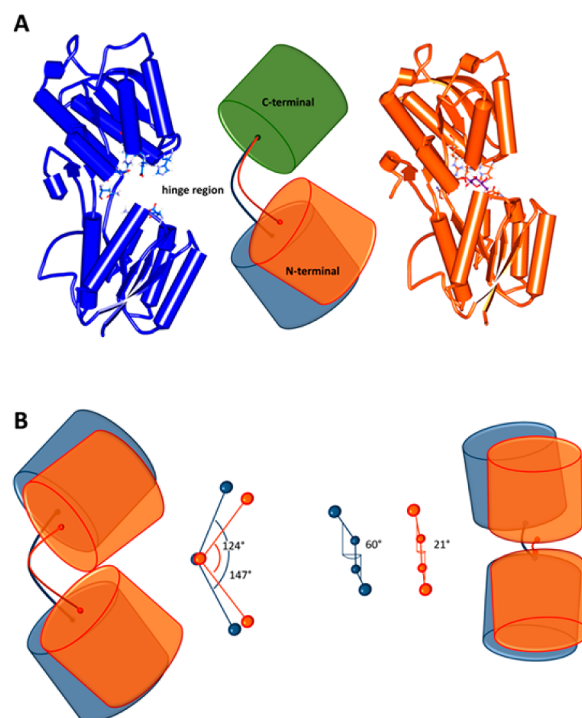 A
C-terminal
hinge region
N-terminal
B
124°
147°
60°
21°